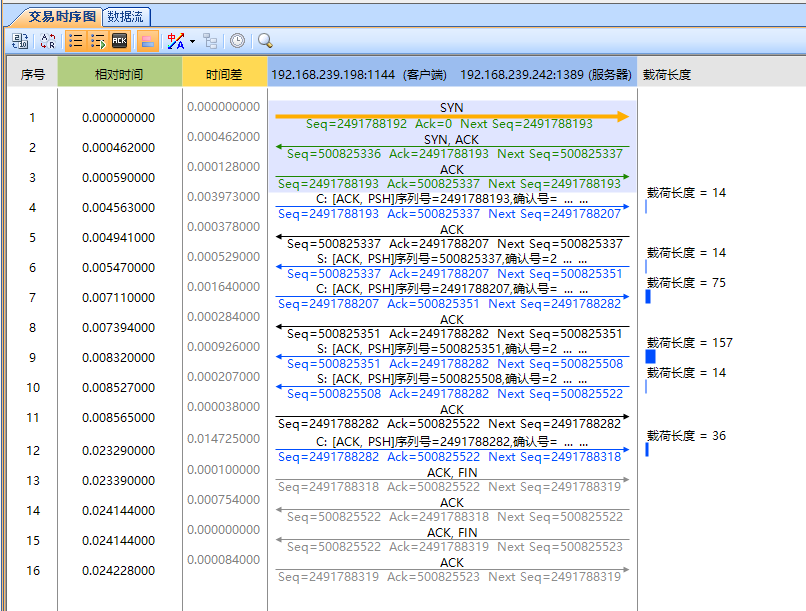 交易时序图 数据流
序号 相对时间 时间差 192.168.239.198:1144 (客户端) 192.168.239.242:1389 (服务器) 载荷长度
1 0.000000000 0.000000000 SYN
Seq=2491788192 Ack=0 Next Seq=2491788193
2 0.000462000 0.000462000 SYN, ACK
Seq=500825336 Ack=2491788193 Next Seq=500825337
3 0.000590000 0.000128000 ACK
Seq=2491788193 Ack=500825337 Next Seq=2491788193
4 0.004563000 0.003973000 C: [ACK, PSH]序列号=2491788193,确认号= ... ... 载荷长度 = 14
Seq=2491788193 Ack=500825337 Next Seq=2491788207
5 0.004941000 0.000378000 ACK
Seq=500825337 Ack=2491788207 Next Seq=500825337
6 0.005470000 0.000529000 S: [ACK, PSH]序列号=500825337,确认号=2 ... ... 载荷长度 = 14
Seq=500825337 Ack=2491788207 Next Seq=500825351
7 0.007110000 0.001640000 C: [ACK, PSH]序列号=2491788207,确认号= ... ... 载荷长度 = 75
Seq=2491788207 Ack=500825351 Next Seq=2491788282
8 0.007394000 0.000284000 ACK
Seq=500825351 Ack=2491788282 Next Seq=500825351
9 0.008320000 0.000926000 S: [ACK, PSH]序列号=500825351,确认号=2 ... ... 载荷长度 = 157
Seq=500825351 Ack=2491788282 Next Seq=500825508
10 0.008527000 0.000207000 S: [ACK, PSH]序列号=500825508,确认号=2 ... ... 载荷长度 = 14
Seq=500825508 Ack=2491788282 Next Seq=500825522
11 0.008565000 0.000038000 ACK
Seq=2491788282 Ack=500825522 Next Seq=2491788282
12 0.023290000 0.014725000 C: [ACK, PSH]序列号=2491788282,确认号= ... ... 载荷长度 = 36
Seq=2491788282 Ack=500825522 Next Seq=2491788318
13 0.023390000 0.000100000 ACK, FIN
Seq=2491788318 Ack=500825522 Next Seq=2491788319
14 0.024144000 0.000754000 ACK
Seq=500825522 Ack=2491788318 Next Seq=500825522
15 0.024144000 0.000000000 ACK, FIN
Seq=500825522 Ack=2491788319 Next Seq=500825523
16 0.024228000 0.000084000 ACK
Seq=2491788319 Ack=500825523 Next Seq=2491788319